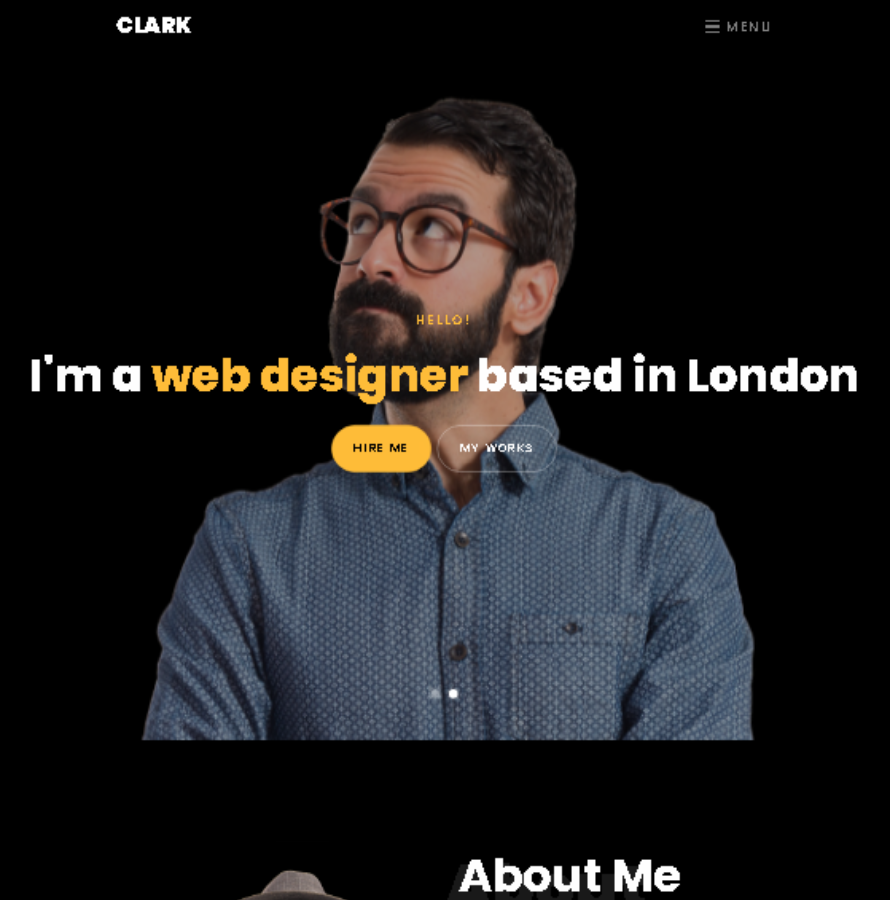 CLARK
MENU
HELLO!
I'm a web designer based in London
HIRE ME
MY WORKS
About Me